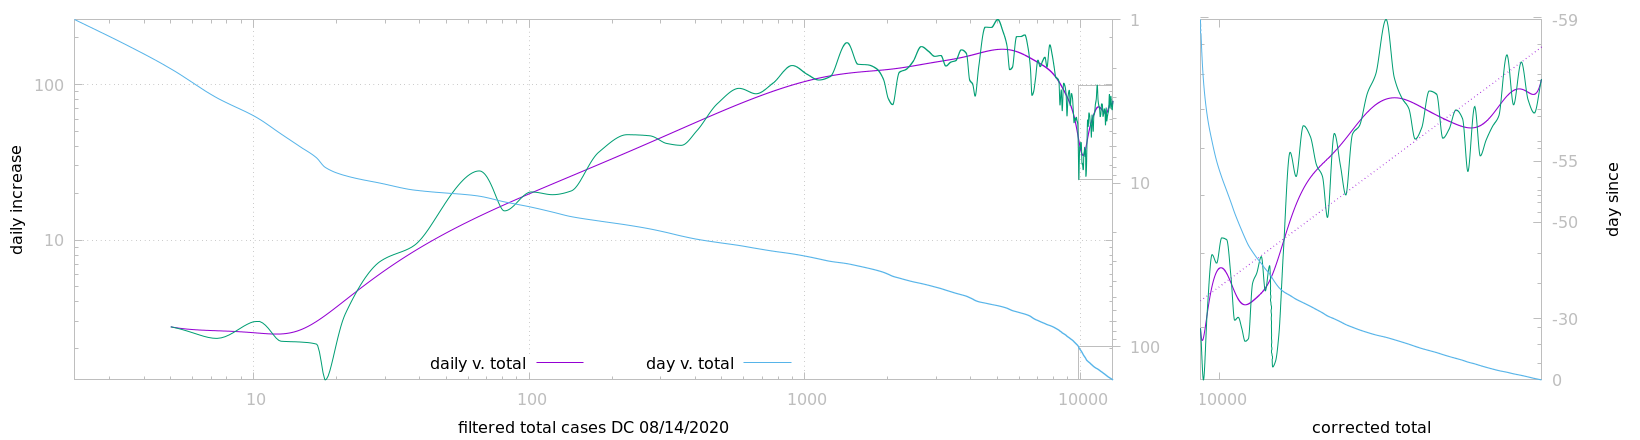 1
-59
100
-55
10
-50
daily increase
day since
10
-30
daily v. total
day v. total
100
0
10
100
1000
10000
10000
filtered total cases DC 08/14/2020
corrected total